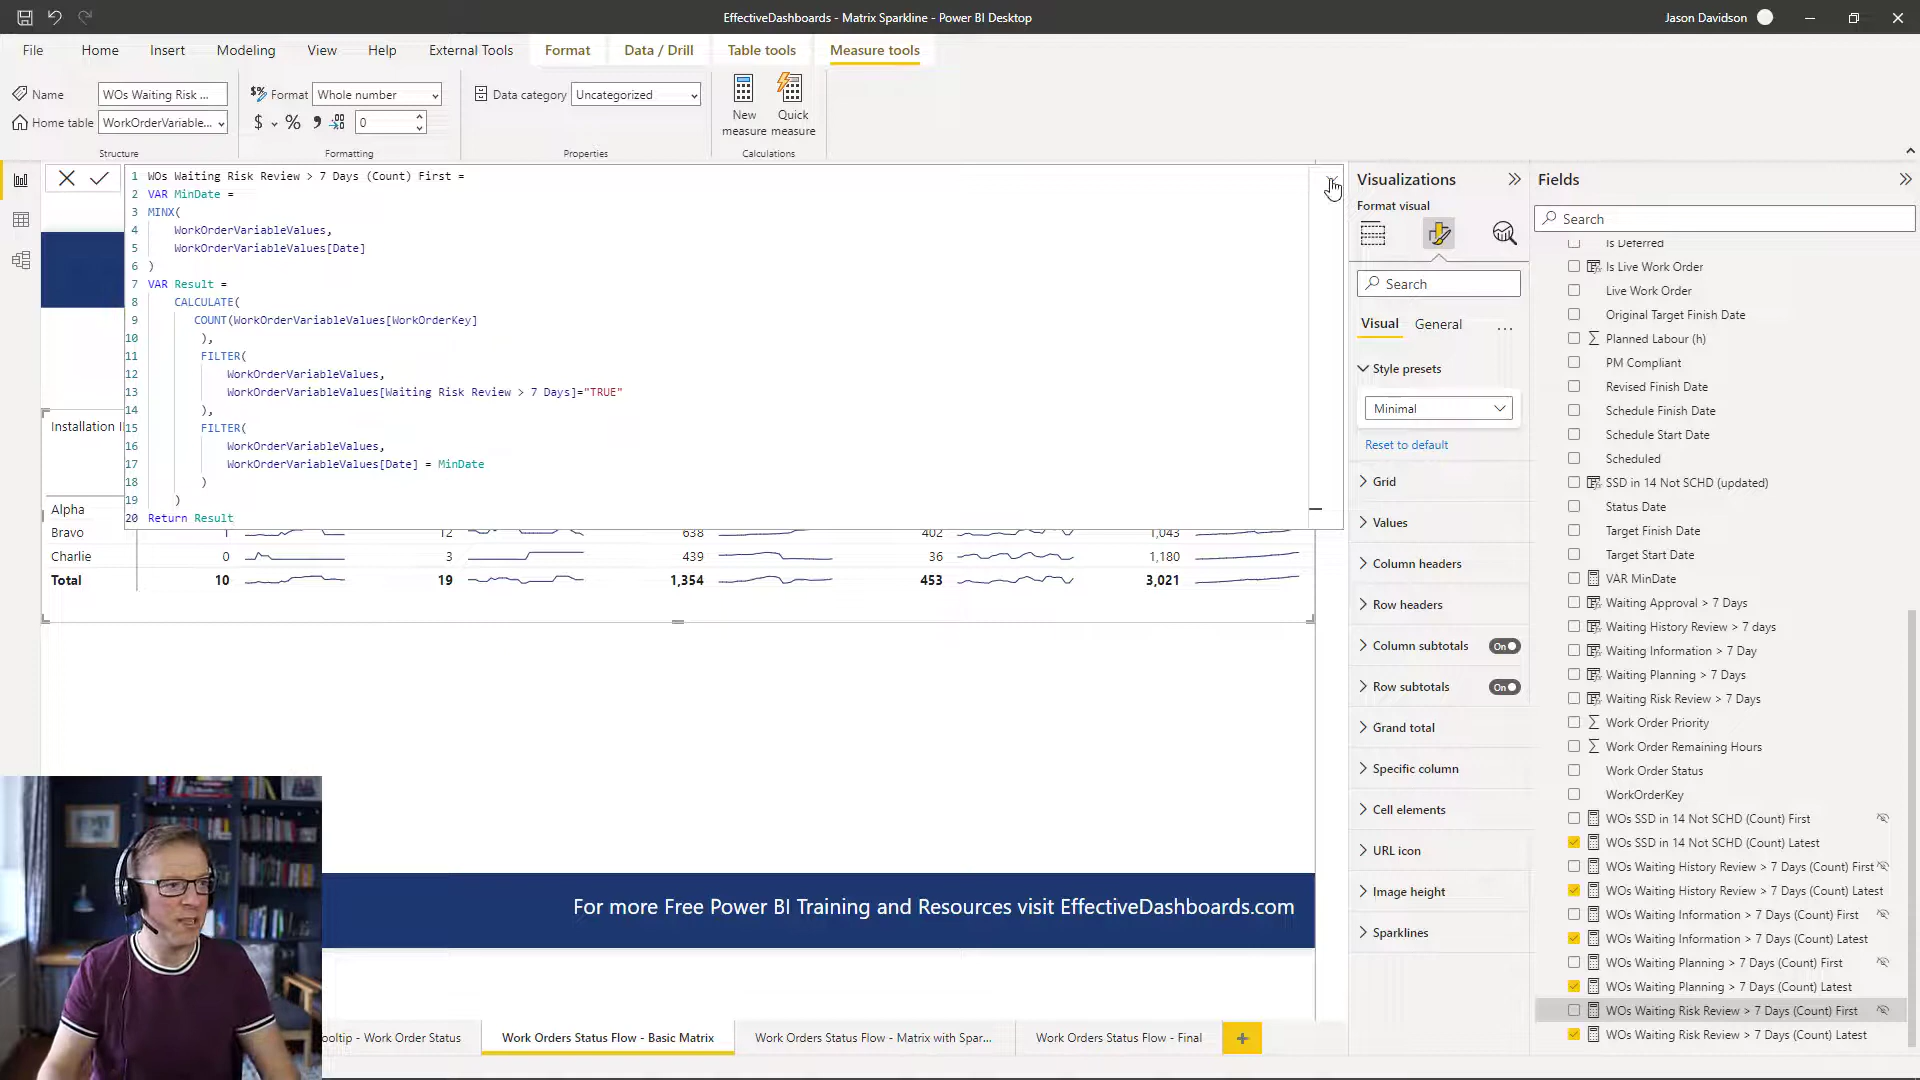 EffectiveDashboards - Matrix Sparkline - Power BI Desktop
Jason Davidson
File Home Insert Modeling View Help External Tools Format Data / Drill Table tools Measure tools
Name WOs Waiting Risk ...
Home table WorkOrderVariable...
Structure
Format Whole number
$ % 0
Formatting
Data category Uncategorized
Properties
New measure
Quick measure
Calculations
1 WOs Waiting Risk Review > 7 Days (Count) First =
2 VAR MinDate =
3 MINX(
4 WorkOrderVariableValues,
5 WorkOrderVariableValues[Date]
6 )
7 VAR Result =
8 CALCULATE(
9 COUNT(WorkOrderVariableValues[WorkOrderKey]
10 ),
11 FILTER(
12 WorkOrderVariableValues,
13 WorkOrderVariableValues[Waiting Risk Review > 7 Days]="TRUE"
14 ),
15 FILTER(
16 WorkOrderVariableValues,
17 WorkOrderVariableValues[Date] = MinDate
18 )
19 )
20 Return Result
Installation
Alpha
Bravo 1 12 638 402 1,043
Charlie 0 3 439 36 1,180
Total 10 19 1,354 453 3,021
For more Free Power BI Training and Resources visit EffectiveDashboards.com
ooltip - Work Order Status
Work Orders Status Flow - Basic Matrix
Work Orders Status Flow - Matrix with Spar...
Work Orders Status Flow - Final
+
Visualizations
Format visual
Search
Visual General ...
Style presets
Minimal
Reset to default
Grid
Values
Column headers
Row headers
Column subtotals On
Row subtotals On
Grand total
Specific column
Cell elements
URL icon
Image height
Sparklines
Fields
Search
Is Deferred
Is Live Work Order
Live Work Order
Original Target Finish Date
Planned Labour (h)
PM Compliant
Revised Finish Date
Schedule Finish Date
Schedule Start Date
Scheduled
SSD in 14 Not SCHD (updated)
Status Date
Target Finish Date
Target Start Date
VAR MinDate
Waiting Approval > 7 Days
Waiting History Review > 7 days
Waiting Information > 7 Day
Waiting Planning > 7 Days
Waiting Risk Review > 7 Days
Work Order Priority
Work Order Remaining Hours
Work Order Status
WorkOrderKey
WOs SSD in 14 Not SCHD (Count) First
WOs SSD in 14 Not SCHD (Count) Latest
WOs Waiting History Review > 7 Days (Count) First
WOs Waiting History Review > 7 Days (Count) Latest
WOs Waiting Information > 7 Days (Count) First
WOs Waiting Information > 7 Days (Count) Latest
WOs Waiting Planning > 7 Days (Count) First
WOs Waiting Planning > 7 Days (Count) Latest
WOs Waiting Risk Review > 7 Days (Count) First
WOs Waiting Risk Review > 7 Days (Count) Latest